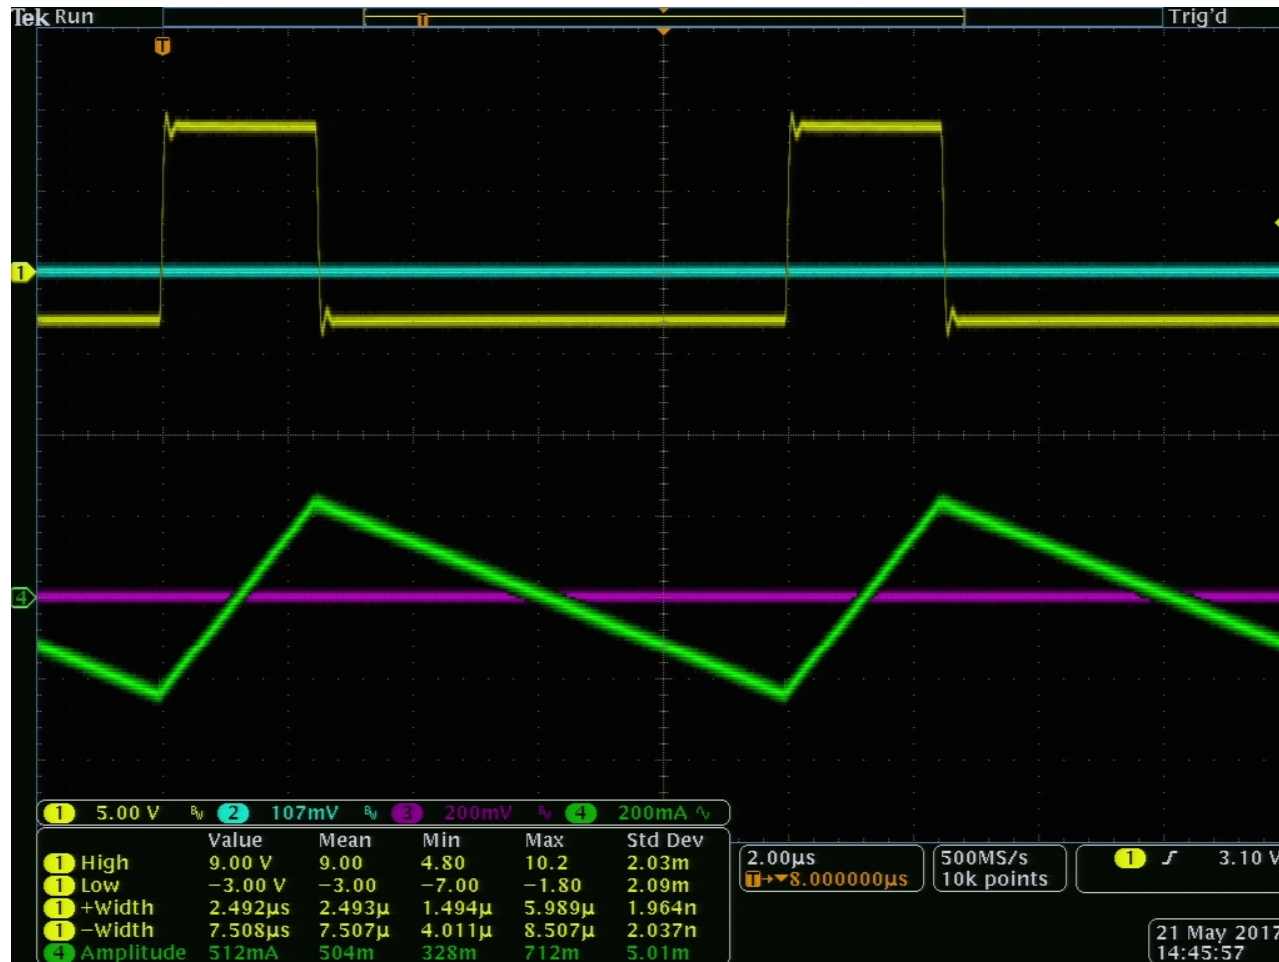 Tek Run Trig'd
T
T
1
4
1 5.00 V BW 2 107mV BW 3 200mV BW 4 200mA ∿
Value Mean Min Max Std Dev
1 High 9.00 V 9.00 4.80 10.2 2.03m
1 Low −3.00 V −3.00 −7.00 −1.80 2.09m
1 +Width 2.492µs 2.493µ 1.494µ 5.989µ 1.964n
1 −Width 7.508µs 7.507µ 4.011µ 8.507µ 2.037n
4 Amplitude 512mA 504m 328m 712m 5.01m
2.00µs
T→▼8.000000µs
500MS/s
10k points
1 ƒ 3.10 V
21 May 2017
14:45:57